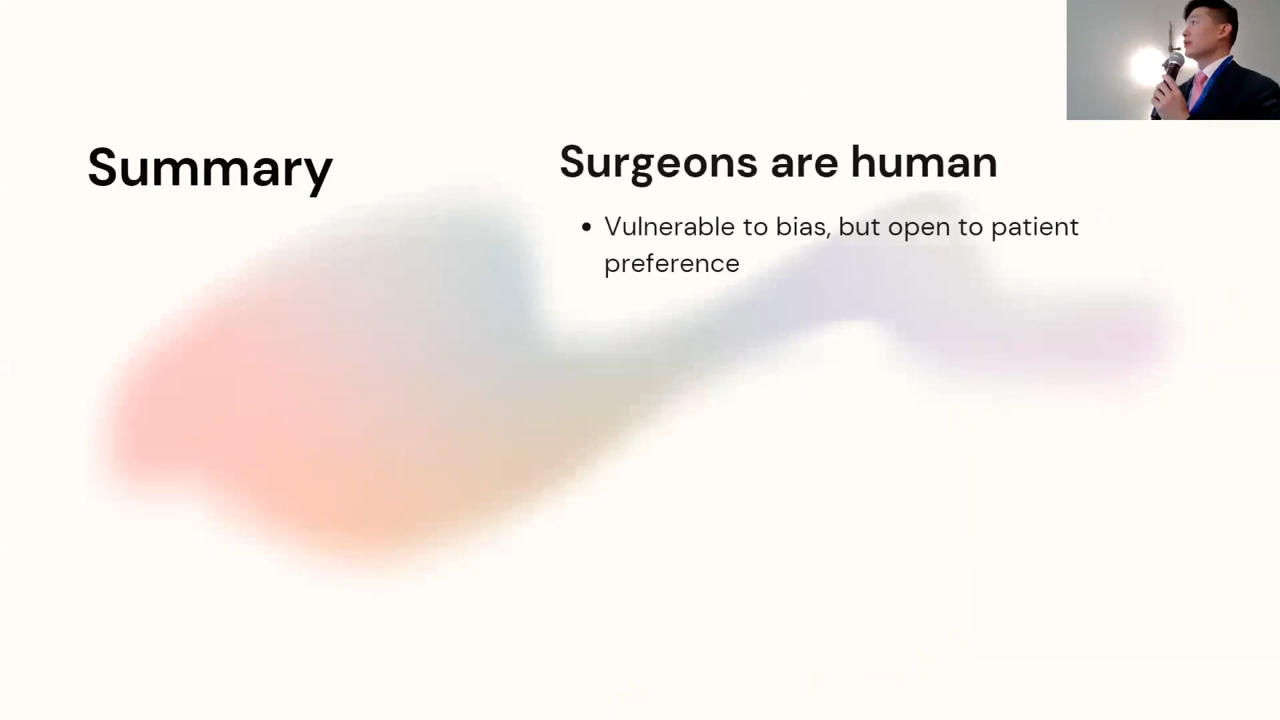 Summary
Surgeons are human
• Vulnerable to bias, but open to patient
preference